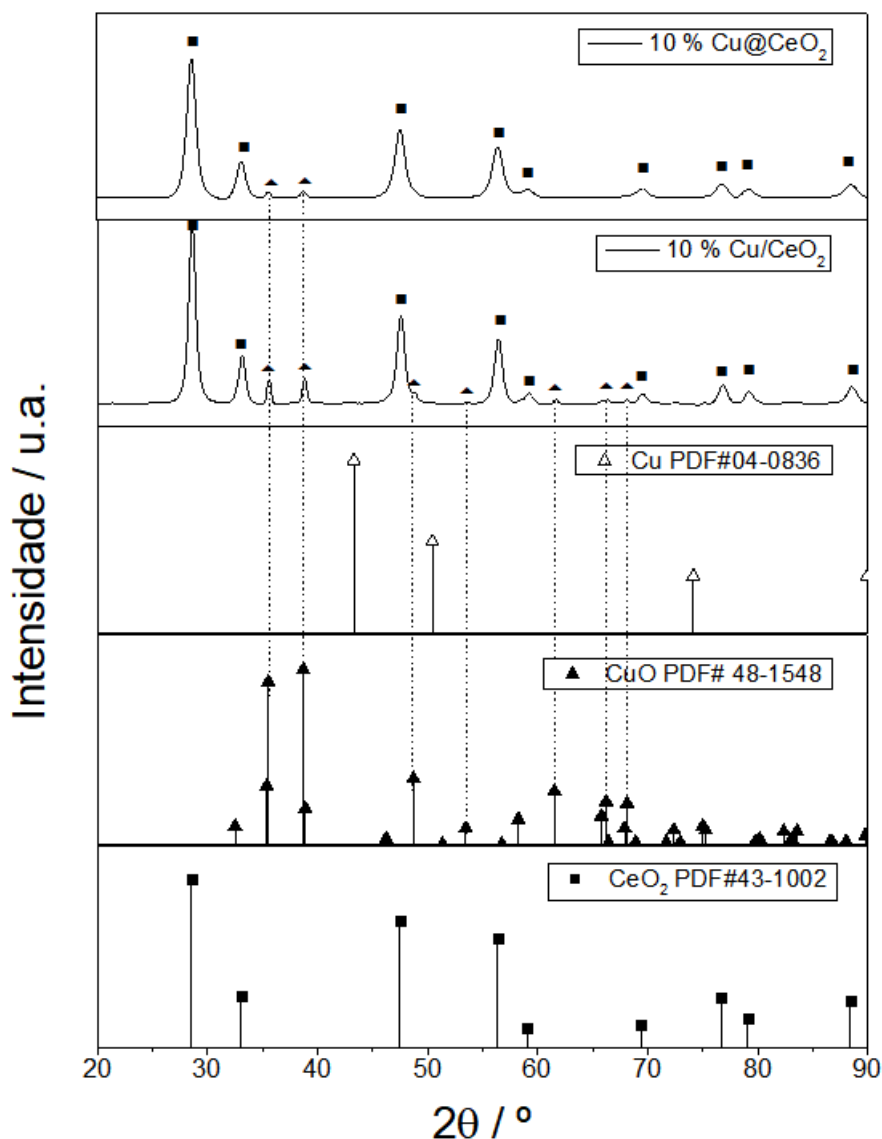 10 % Cu@CeO₂
10 % Cu/CeO₂
Cu PDF#04-0836
CuO PDF# 48-1548
CeO₂ PDF#43-1002
Intensidade / u.a.
20 30 40 50 60 70 80 90
2θ / º